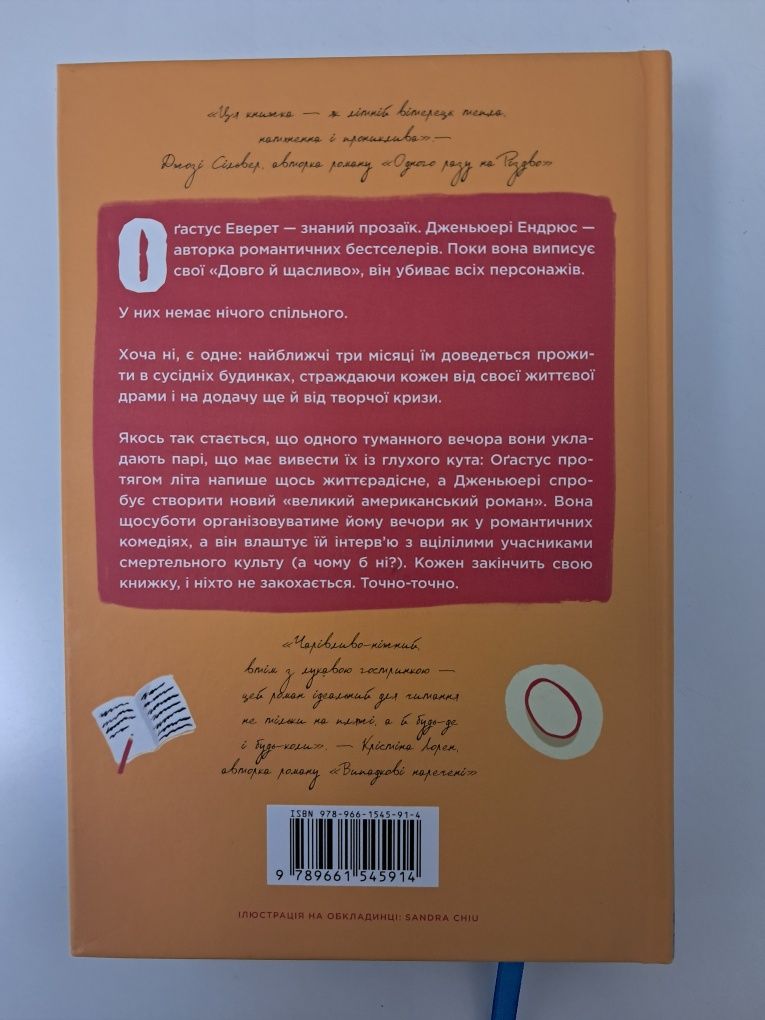 «Ця книжка — як літній вітерець: тепла,
натхненна і прониклива» —
Джозі Сілвер, авторка роману «Одного разу на Різдво»
Оґастус Еверет — знаний прозаїк. Дженьюері Ендрюс —
авторка романтичних бестселерів. Поки вона виписує
свої «Довго й щасливо», він убиває всіх персонажів.
У них немає нічого спільного.
Хоча ні, є одне: найближчі три місяці їм доведеться прожи-
ти в сусідніх будинках, страждаючи кожен від своєї життєвої
драми і на додачу ще й від творчої кризи.
Якось так стається, що одного туманного вечора вони укла-
дають парі, що має вивести їх із глухого кута: Оґастус про-
тягом літа напише щось життєрадісне, а Дженьюері спро-
бує створити новий «великий американський роман». Вона
щосуботи організовуватиме йому вечори як у романтичних
комедіях, а він влаштує їй інтерв'ю з вцілілими учасниками
смертельного культу (а чому б ні?). Кожен закінчить свою
книжку, і ніхто не закохається. Точно-точно.
«Чарівливо-ніжний,
втім з лукавою гостринкою —
цей роман ідеальний для читання
не тільки на пляжі, а й будь-де
і будь-коли». — Крістіна Лорен,
авторка роману «Випадкові наречені»
ISBN 978-966-1545-91-4
9 789661 545914
ІЛЮСТРАЦІЯ НА ОБКЛАДИНЦІ: SANDRA CHIU